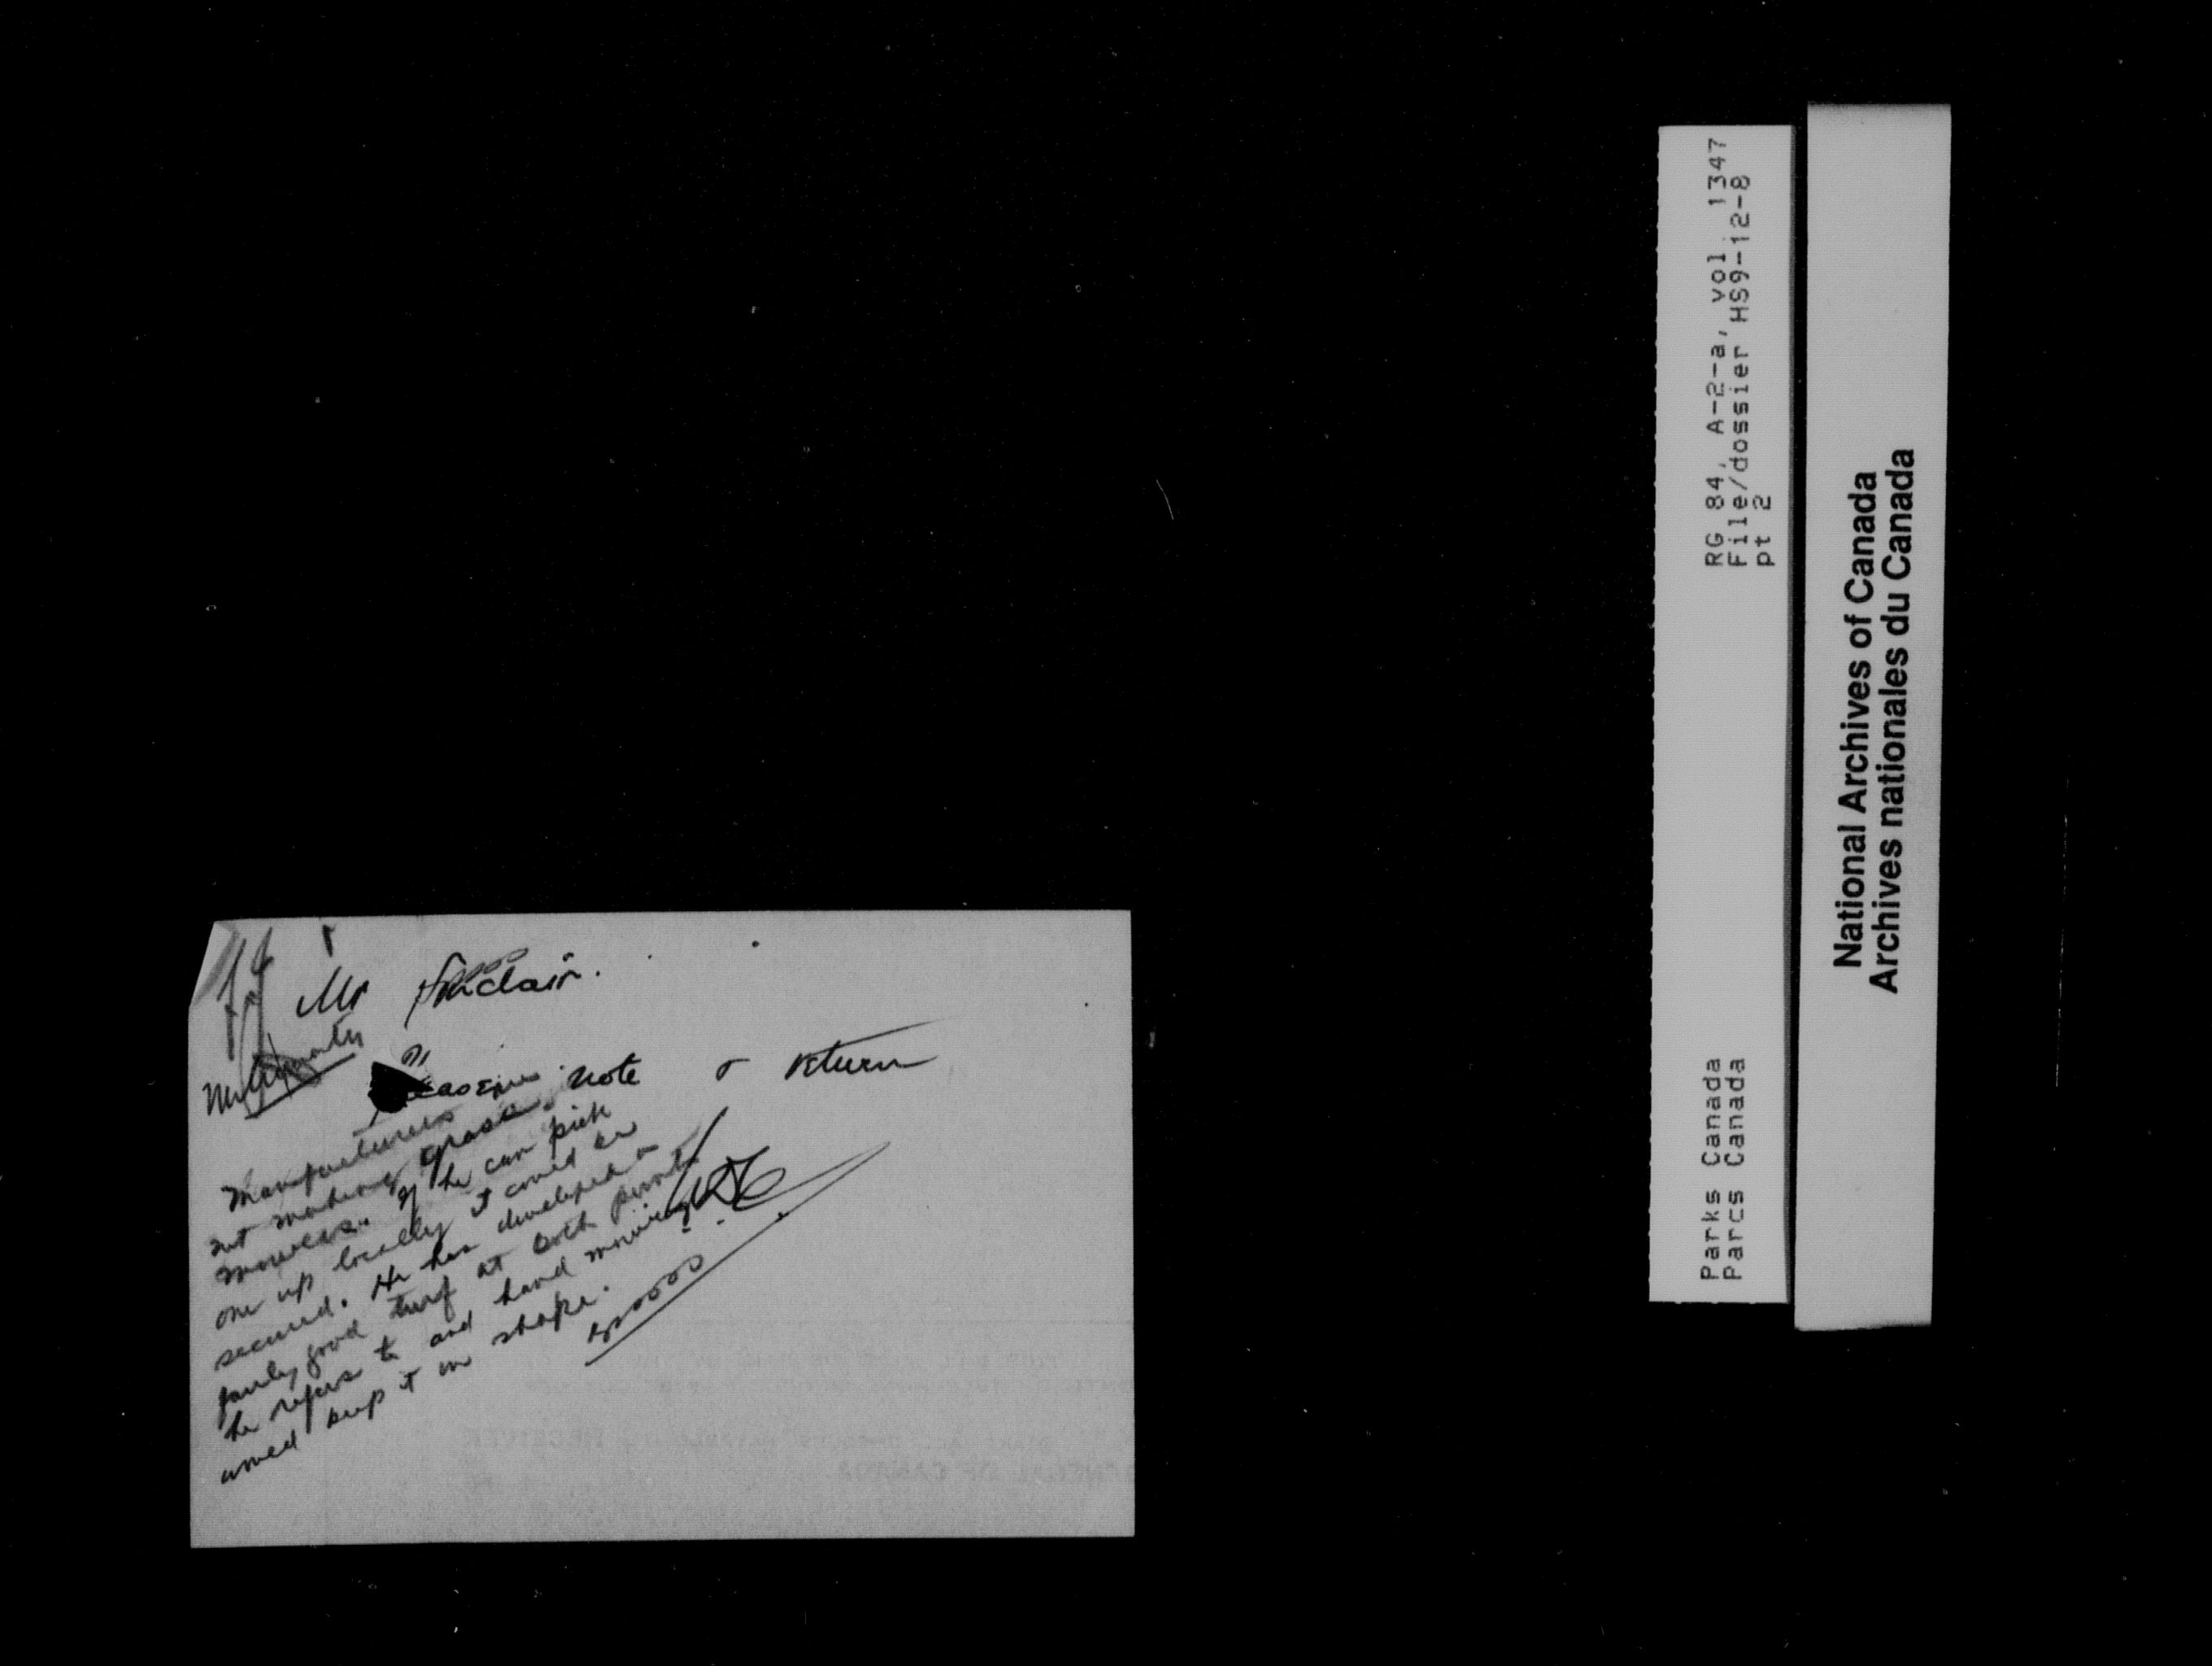 Mr Sinclair.
Please note & return
Manufacturers
not making grass
mowers. If he can pick
one up locally it could be
secured. He has developed a
fairly good turf at both points
he refers to and hand mowing
would keep it in shape.
RG 84, A-2-a, vol. 1347
File/dossier HS9-12-8
pt 2
Parks Canada
Parcs Canada
National Archives of Canada
Archives nationales du Canada